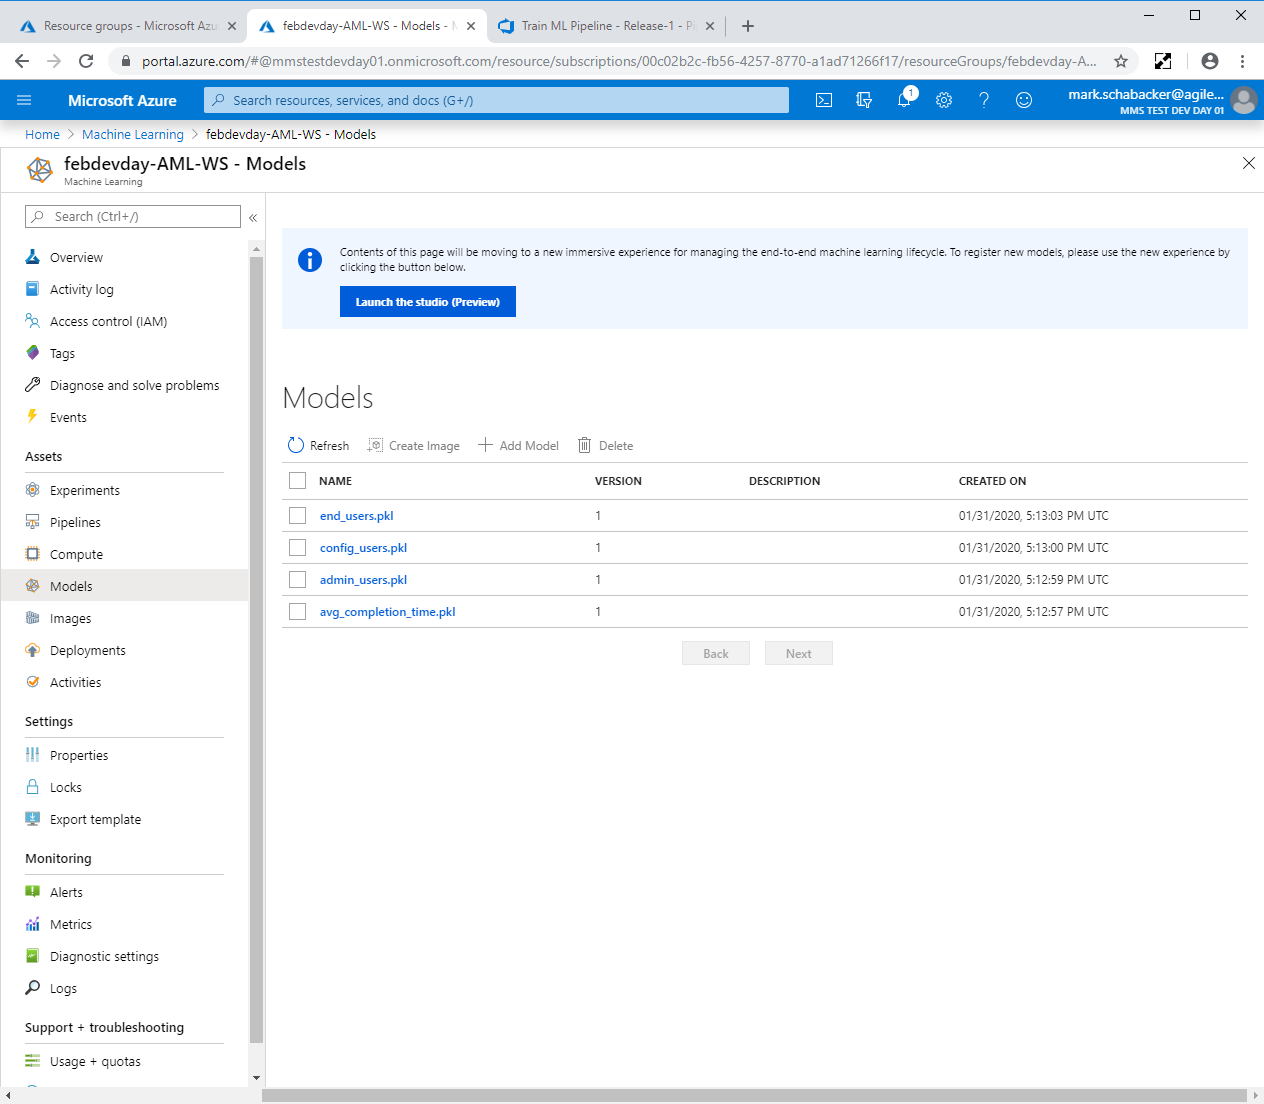 Resource groups - Microsoft Azu
febdevday-AML-WS - Models - M
Train ML Pipeline - Release-1 - Pi
portal.azure.com/#@mmstestdevday01.onmicrosoft.com/resource/subscriptions/00c02b2c-fb56-4257-8770-a1ad71266f17/resourceGroups/febdevday-A...
Microsoft Azure
Search resources, services, and docs (G+/)
1
mark.schabacker@agile...
MMS TEST DEV DAY 01
Home > Machine Learning > febdevday-AML-WS - Models
febdevday-AML-WS - Models
Machine Learning
Search (Ctrl+/)
Overview
Activity log
Access control (IAM)
Tags
Diagnose and solve problems
Events
Assets
Experiments
Pipelines
Compute
Models
Images
Deployments
Activities
Settings
Properties
Locks
Export template
Monitoring
Alerts
Metrics
Diagnostic settings
Logs
Support + troubleshooting
Usage + quotas
Contents of this page will be moving to a new immersive experience for managing the end-to-end machine learning lifecycle. To register new models, please use the new experience by
clicking the button below.
Launch the studio (Preview)
Models
Refresh Create Image Add Model Delete
NAME VERSION DESCRIPTION CREATED ON
end_users.pkl 1 01/31/2020, 5:13:03 PM UTC
config_users.pkl 1 01/31/2020, 5:13:00 PM UTC
admin_users.pkl 1 01/31/2020, 5:12:59 PM UTC
avg_completion_time.pkl 1 01/31/2020, 5:12:57 PM UTC
Back Next